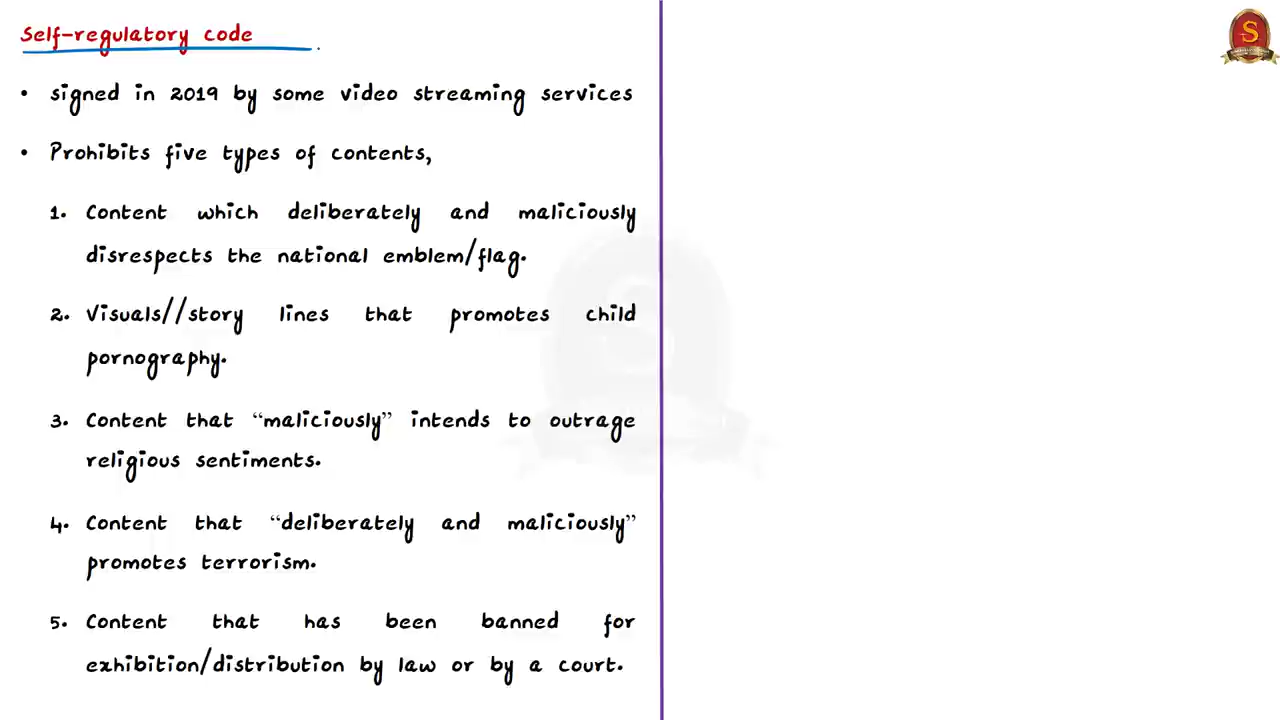 Self-regulatory code
• signed in 2019 by some video streaming services
• Prohibits five types of contents,
1. Content which deliberately and maliciously
disrespects the national emblem/flag.
2. Visuals//story lines that promotes child
pornography.
3. Content that “maliciously” intends to outrage
religious sentiments.
4. Content that “deliberately and maliciously”
promotes terrorism.
5. Content that has been banned for
exhibition/distribution by law or by a court.
S